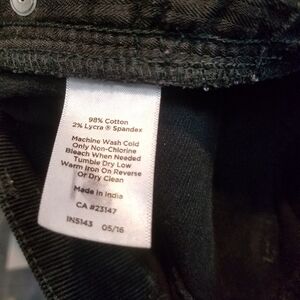 98% Cotton
2% Lycra ® Spandex
Machine Wash Cold
Only Non-Chlorine
Bleach When Needed
Tumble Dry Low
Warm Iron On Reverse
Or Dry Clean
Made in India
CA #23147
IN5143 05/16